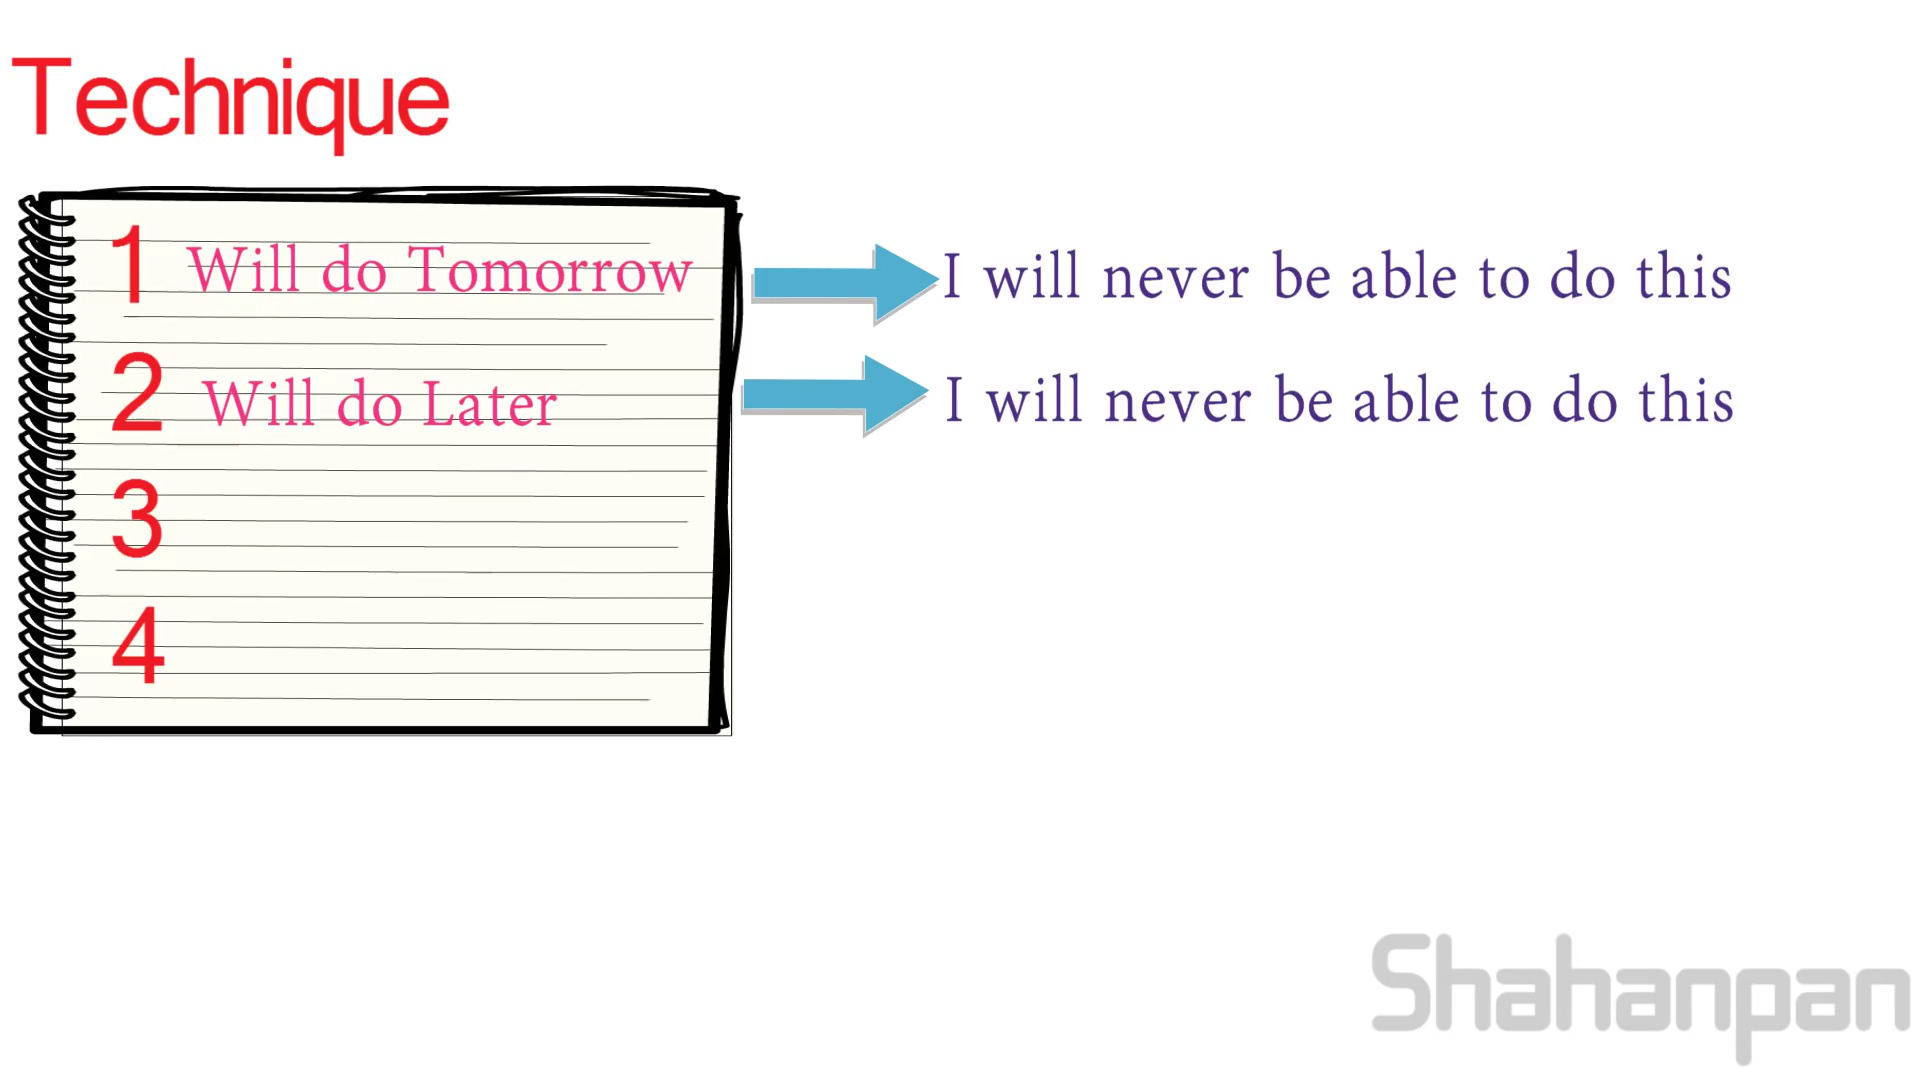 Technique
1 Will do Tomorrow I will never be able to do this
2 Will do Later I will never be able to do this
3
4
Shahanpan